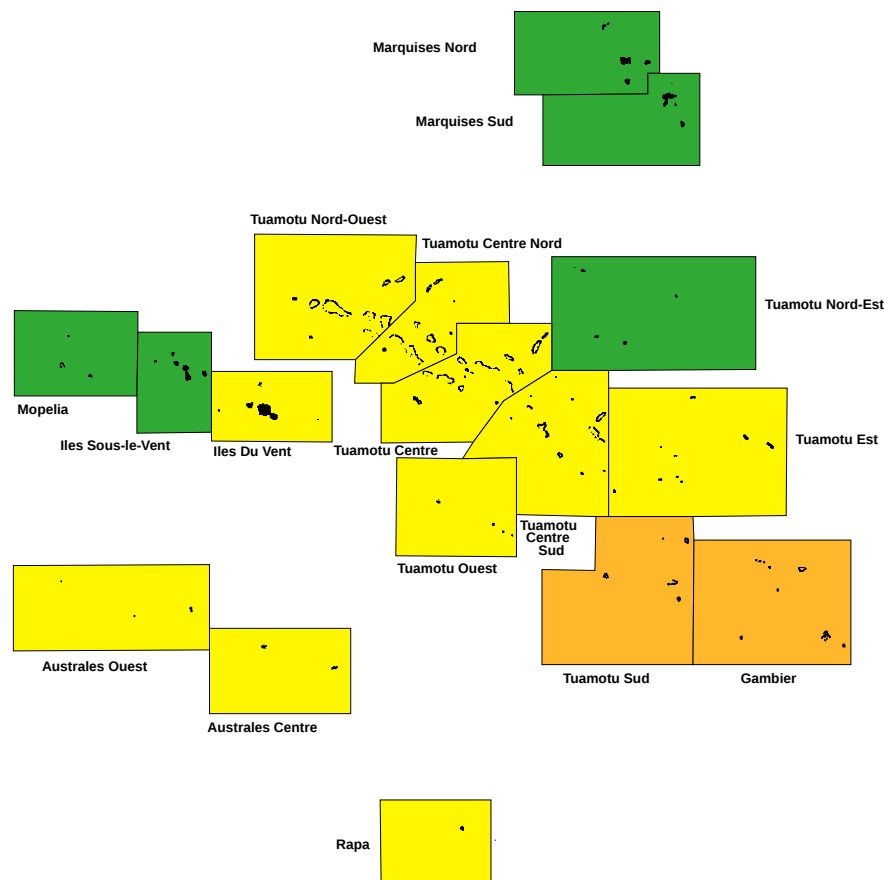 Marquises Nord
Marquises Sud
Tuamotu Nord-Ouest
Tuamotu Centre Nord
Tuamotu Nord-Est
Mopelia
Iles Sous-le-Vent
Iles Du Vent
Tuamotu Centre
Tuamotu Est
Tuamotu
Centre
Sud
Tuamotu Ouest
Australes Ouest
Tuamotu Sud
Gambier
Australes Centre
Rapa